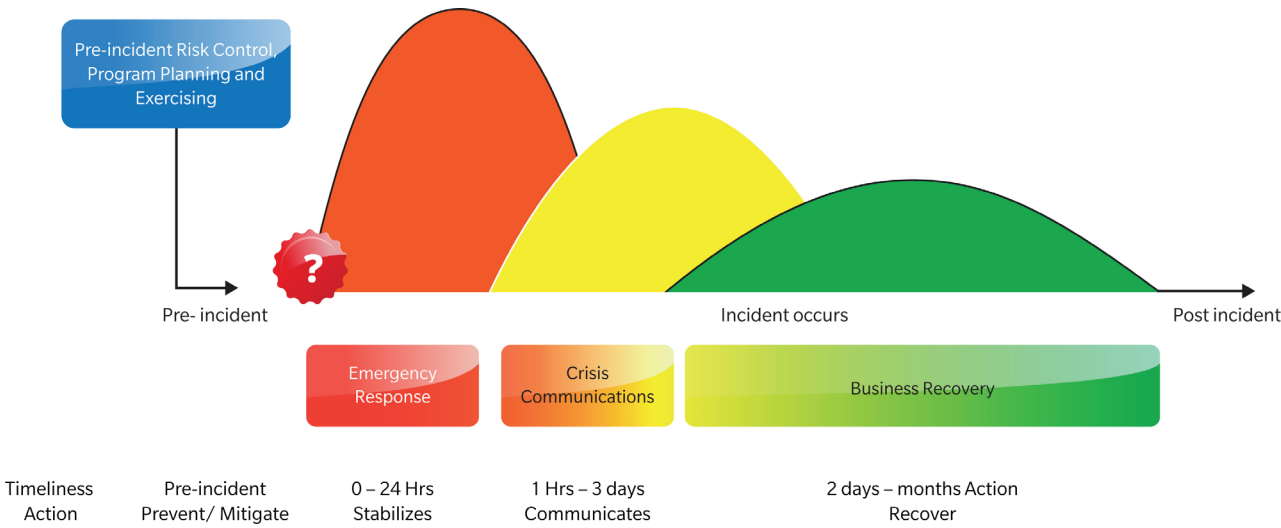 Pre-incident Risk Control,
Program Planning and
Exercising
?
Pre- incident
Incident occurs
Post incident
Emergency
Response
Crisis
Communications
Business Recovery
Timeliness
Action
Pre-incident
Prevent/ Mitigate
0 – 24 Hrs
Stabilizes
1 Hrs – 3 days
Communicates
2 days – months Action
Recover